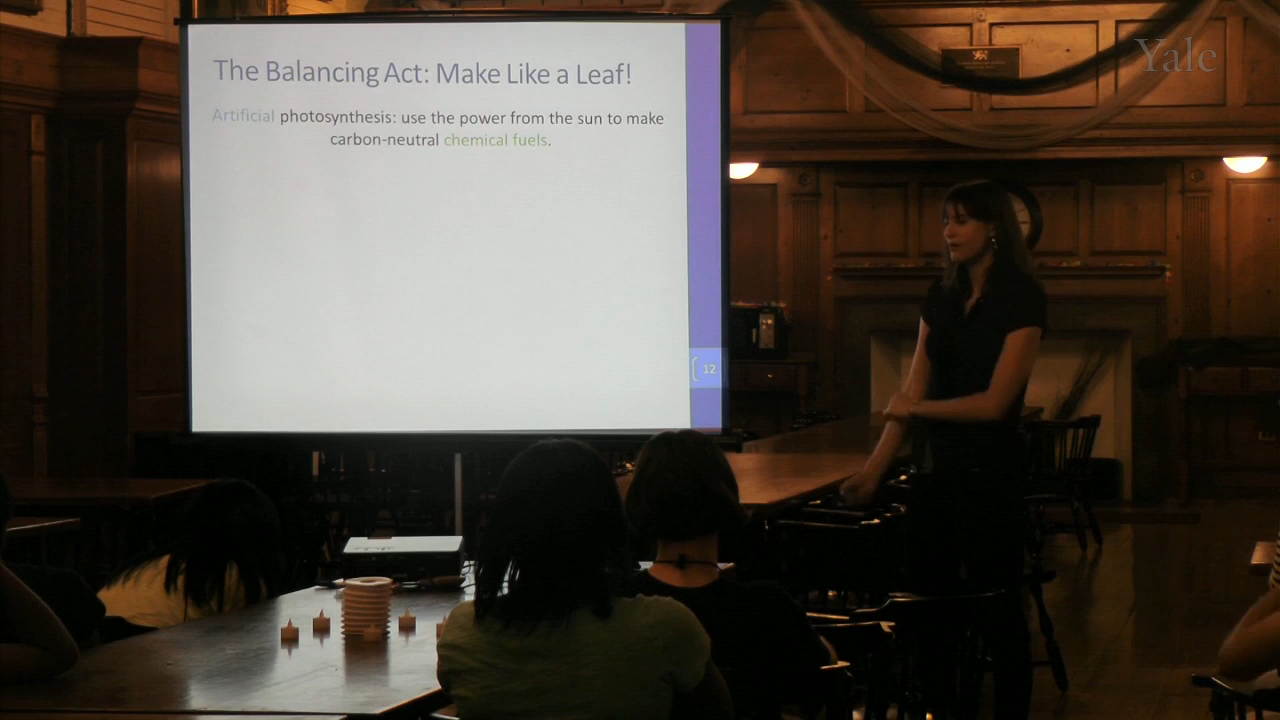 The Balancing Act: Make Like a Leaf!
Artificial photosynthesis: use the power from the sun to make
carbon-neutral chemical fuels.
12
Yale